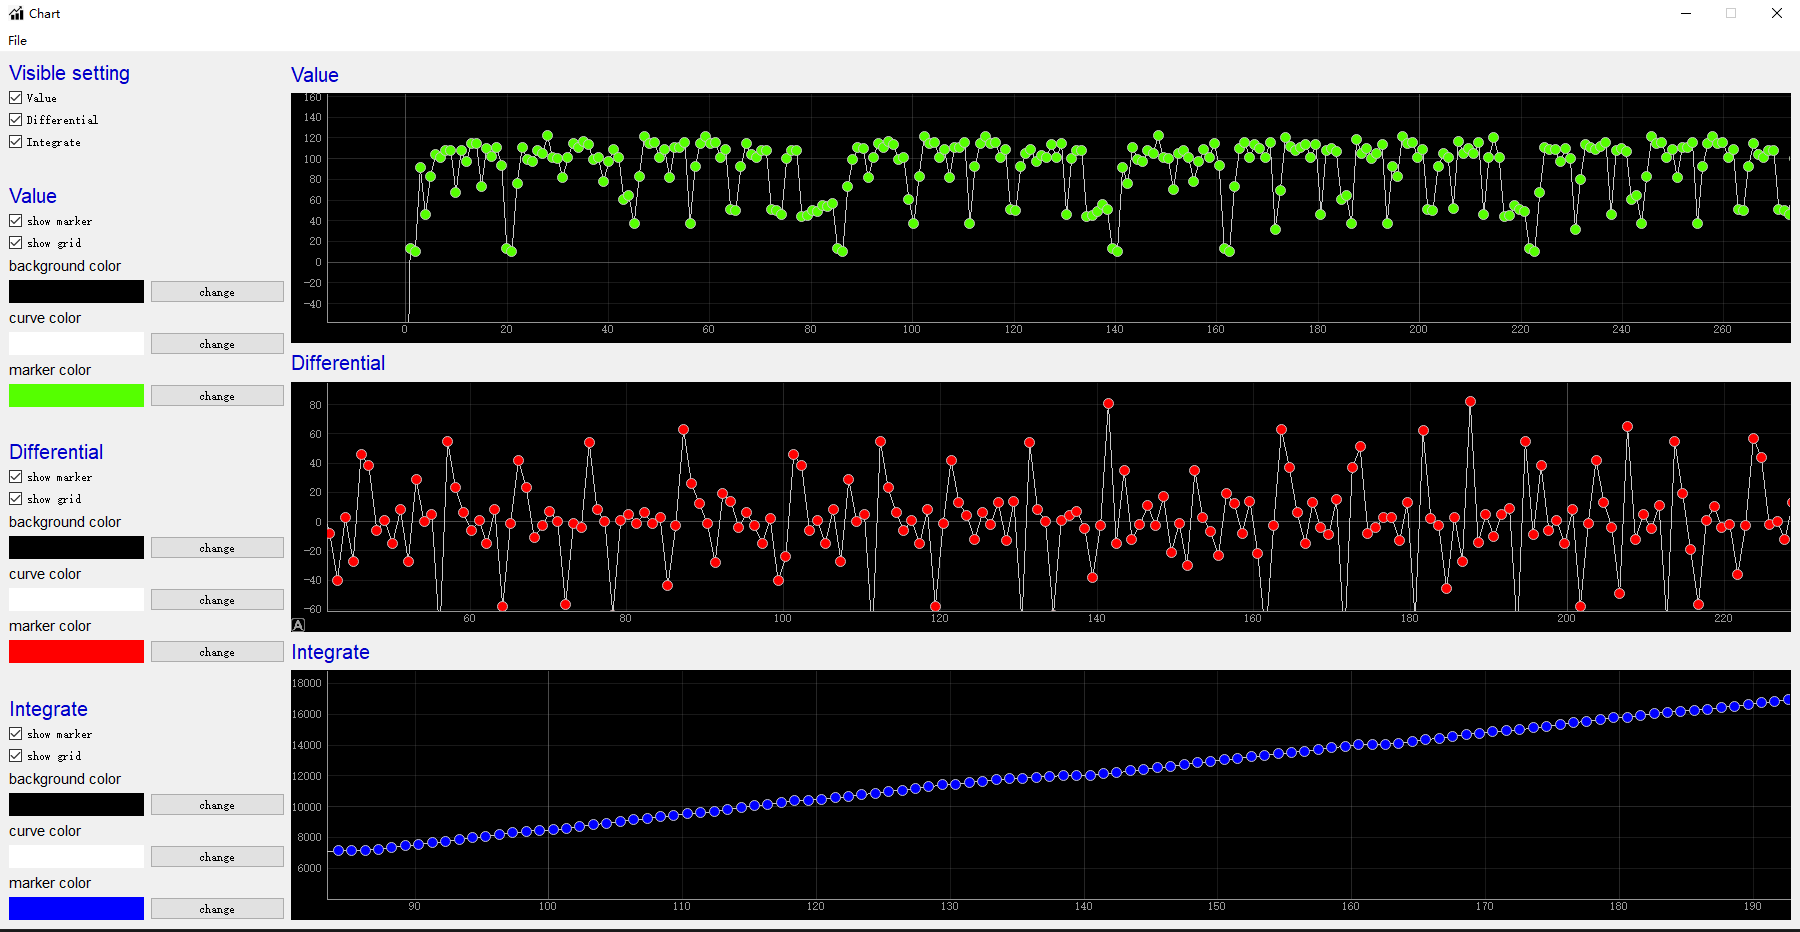 Chart
File
Visible setting
Value
Differential
Integrate
Value
show marker
show grid
background color
change
curve color
change
marker color
change
Differential
show marker
show grid
background color
change
curve color
change
marker color
change
Integrate
show marker
show grid
background color
change
curve color
change
marker color
change
Value
160
140
120
100
80
60
40
20
0
−20
−40
0 20 40 60 80 100 120 140 160 180 200 220 240 260
Differential
80
60
40
20
0
−20
−40
−60
60 80 100 120 140 160 180 200 220
A
Integrate
18000
16000
14000
12000
10000
8000
6000
90 100 110 120 130 140 150 160 170 180 190